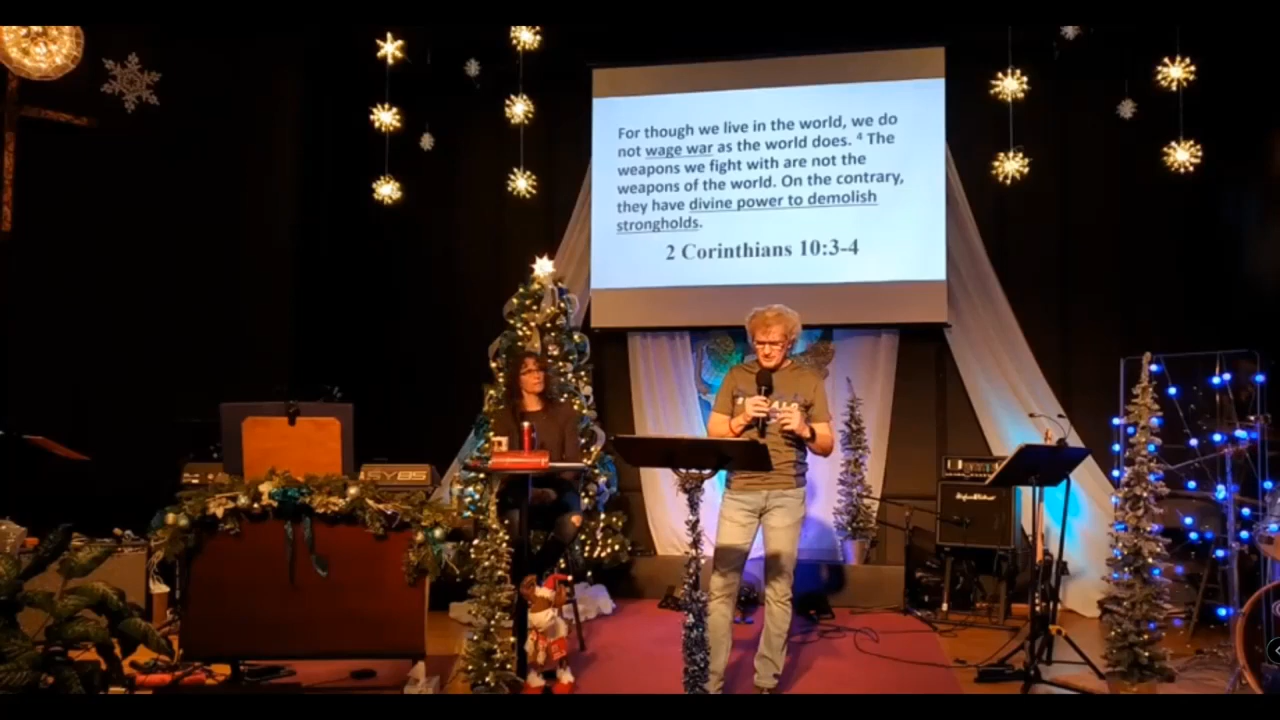 For though we live in the world, we do
not wage war as the world does. ⁴ The
weapons we fight with are not the
weapons of the world. On the contrary,
they have divine power to demolish
strongholds.
2 Corinthians 10:3-4